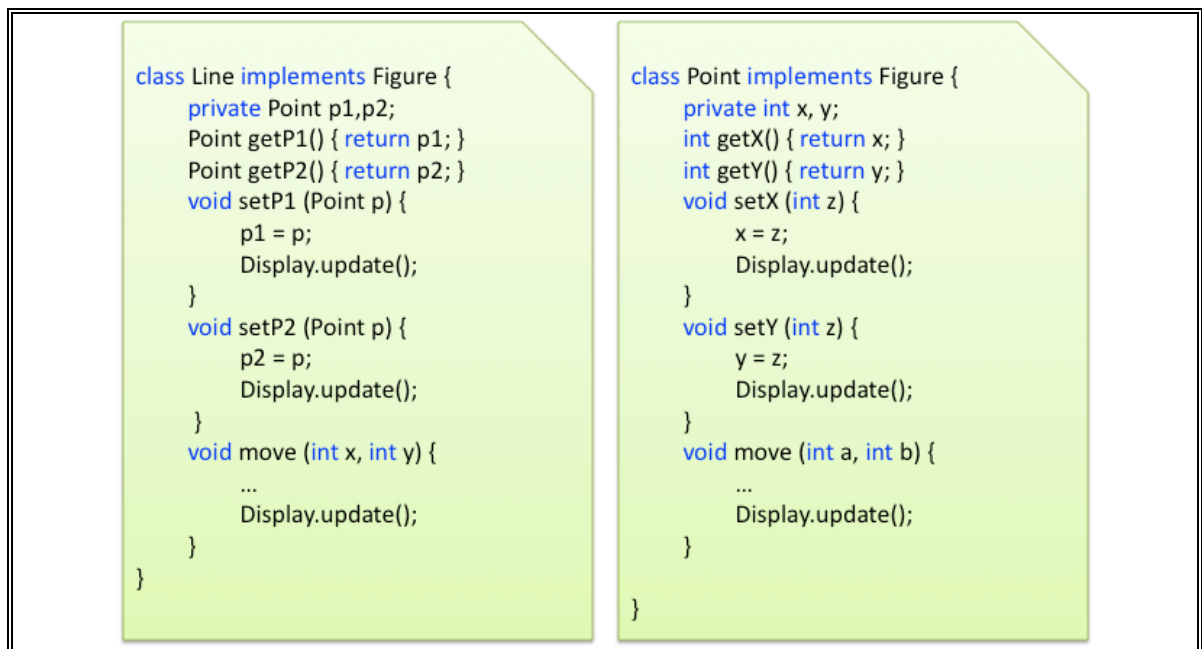 class Line implements Figure {
private Point p1,p2;
Point getP1() { return p1; }
Point getP2() { return p2; }
void setP1 (Point p) {
p1 = p;
Display.update();
}
void setP2 (Point p) {
p2 = p;
Display.update();
}
void move (int x, int y) {
...
Display.update();
}
}
class Point implements Figure {
private int x, y;
int getX() { return x; }
int getY() { return y; }
void setX (int z) {
x = z;
Display.update();
}
void setY (int z) {
y = z;
Display.update();
}
void move (int a, int b) {
...
Display.update();
}
}